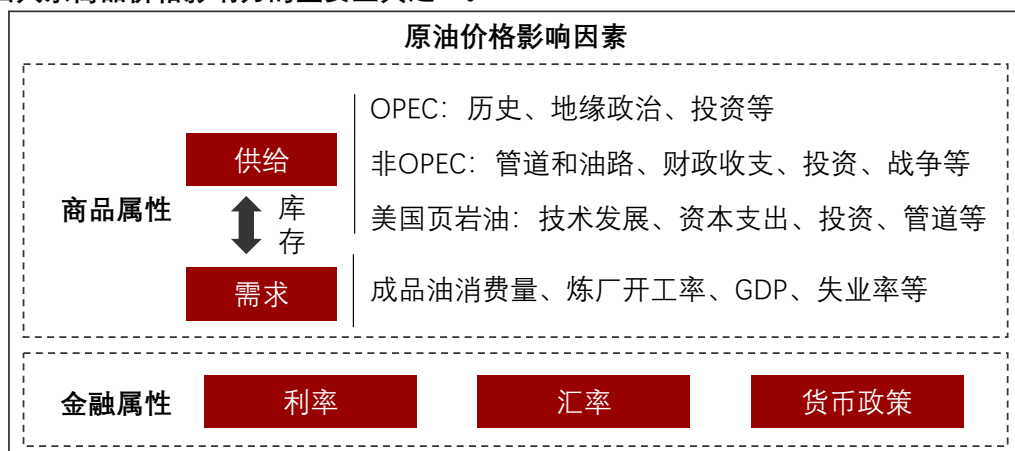 原油价格影响因素
商品属性
供给
库
存
需求
OPEC：历史、地缘政治、投资等
非OPEC：管道和油路、财政收支、投资、战争等
美国页岩油：技术发展、资本支出、投资、管道等
成品油消费量、炼厂开工率、GDP、失业率等
金融属性
利率
汇率
货币政策